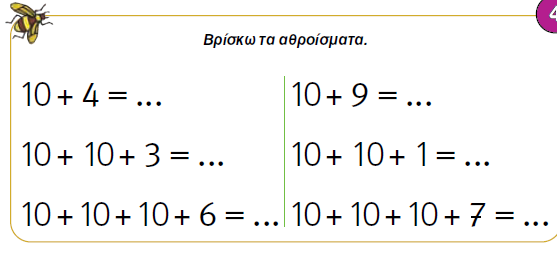 4
Βρίσκω τα αθροίσματα.
10 + 4 = ...
10 + 9 = ...
10 + 10 + 3 = ...
10 + 10 + 1 = ...
10 + 10 + 10 + 6 = ...
10 + 10 + 10 + 7 = ...